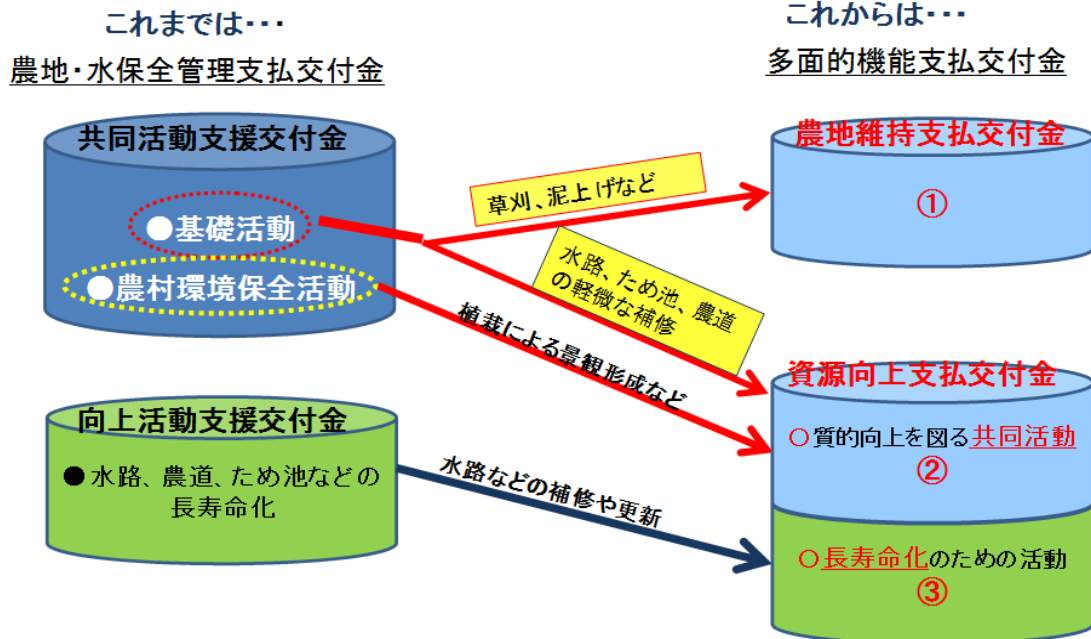 これまでは・・・
農地・水保全管理支払交付金
共同活動支援交付金
●基礎活動
●農村環境保全活動
向上活動支援交付金
●水路、農道、ため池などの
長寿命化
草刈、泥上げなど
水路、ため池、農道
の軽微な補修
植栽による景観形成など
水路などの補修や更新
これからは・・・
多面的機能支払交付金
農地維持支払交付金
①
資源向上支払交付金
○質的向上を図る共同活動
②
○長寿命化のための活動
③